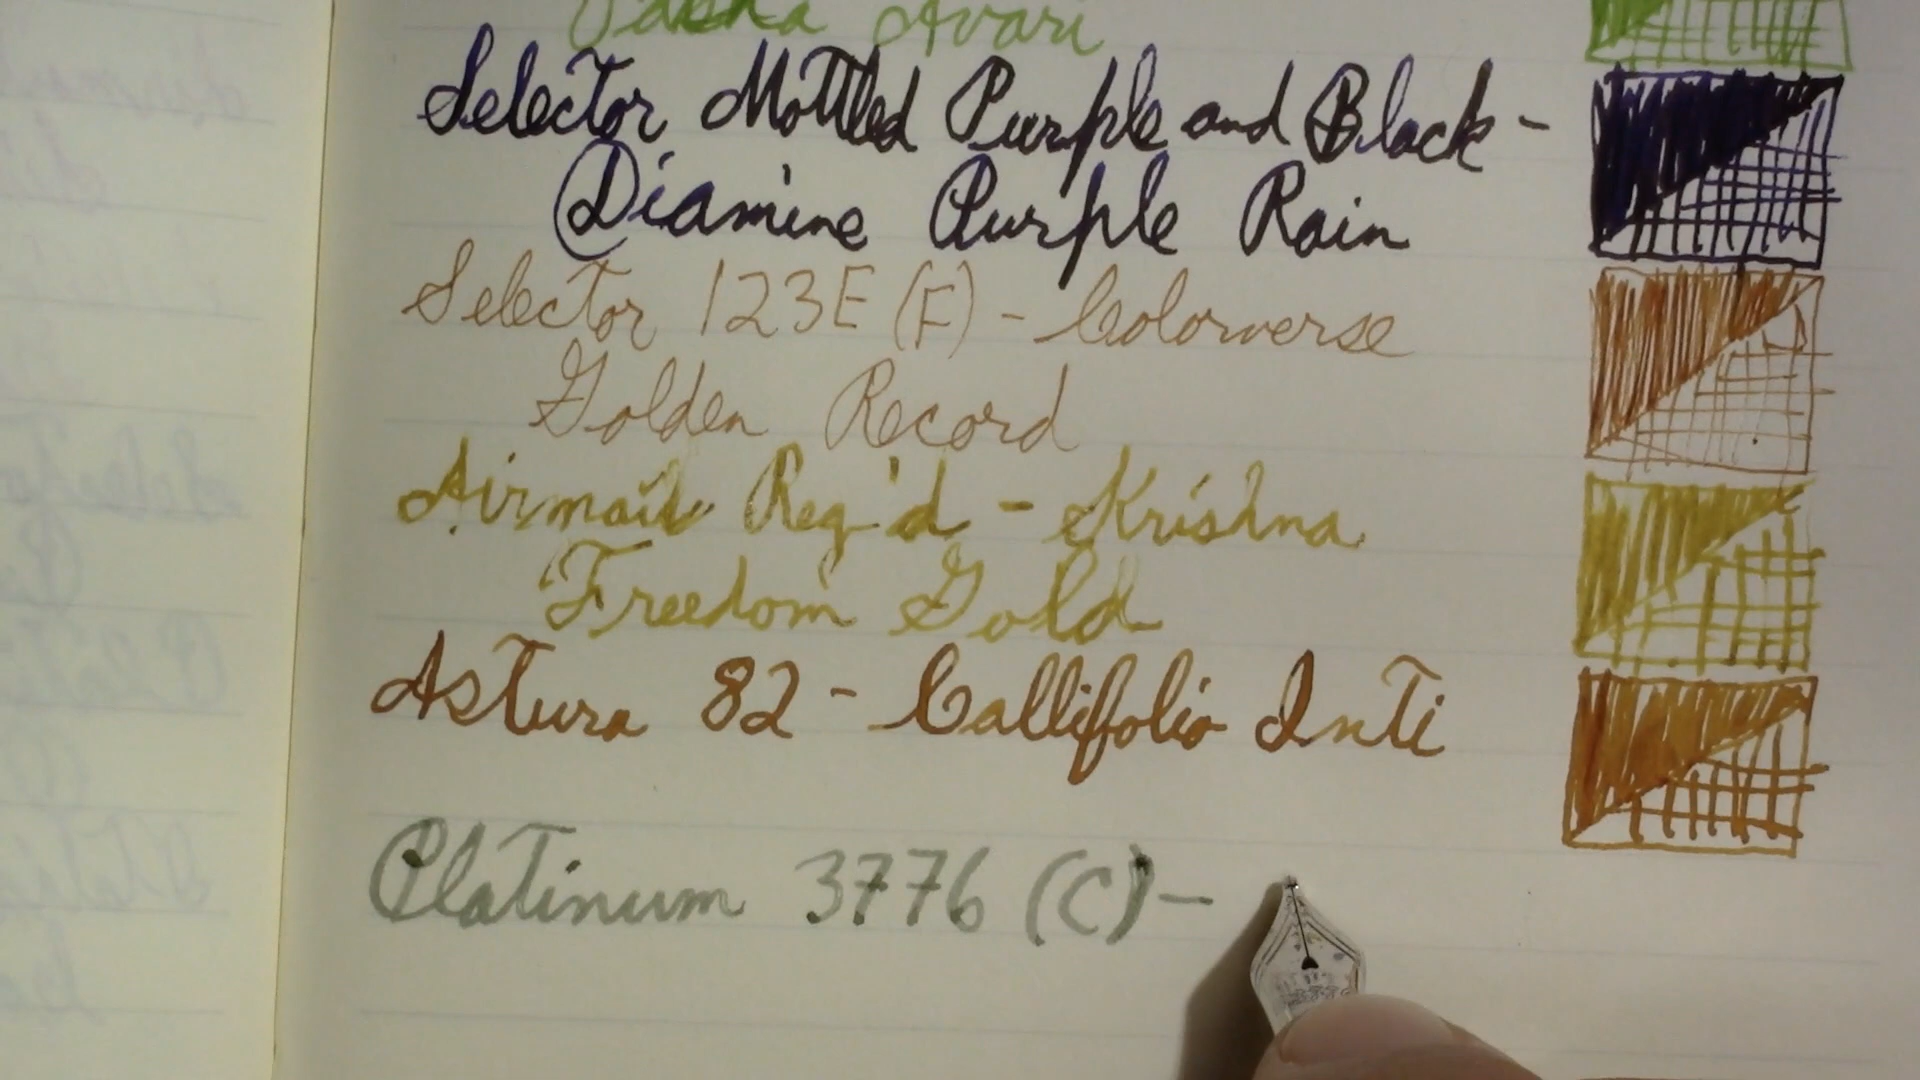 Avari
Selector Mottled Purple and Black -
Diamine Purple Rain
Selector 123E (F) - Colorverse
Golden Record
Airmail Reg'd - Krishna
Freedom Gold
Astura 82 - Callifolio Inti
Platinum 3776 (C) -